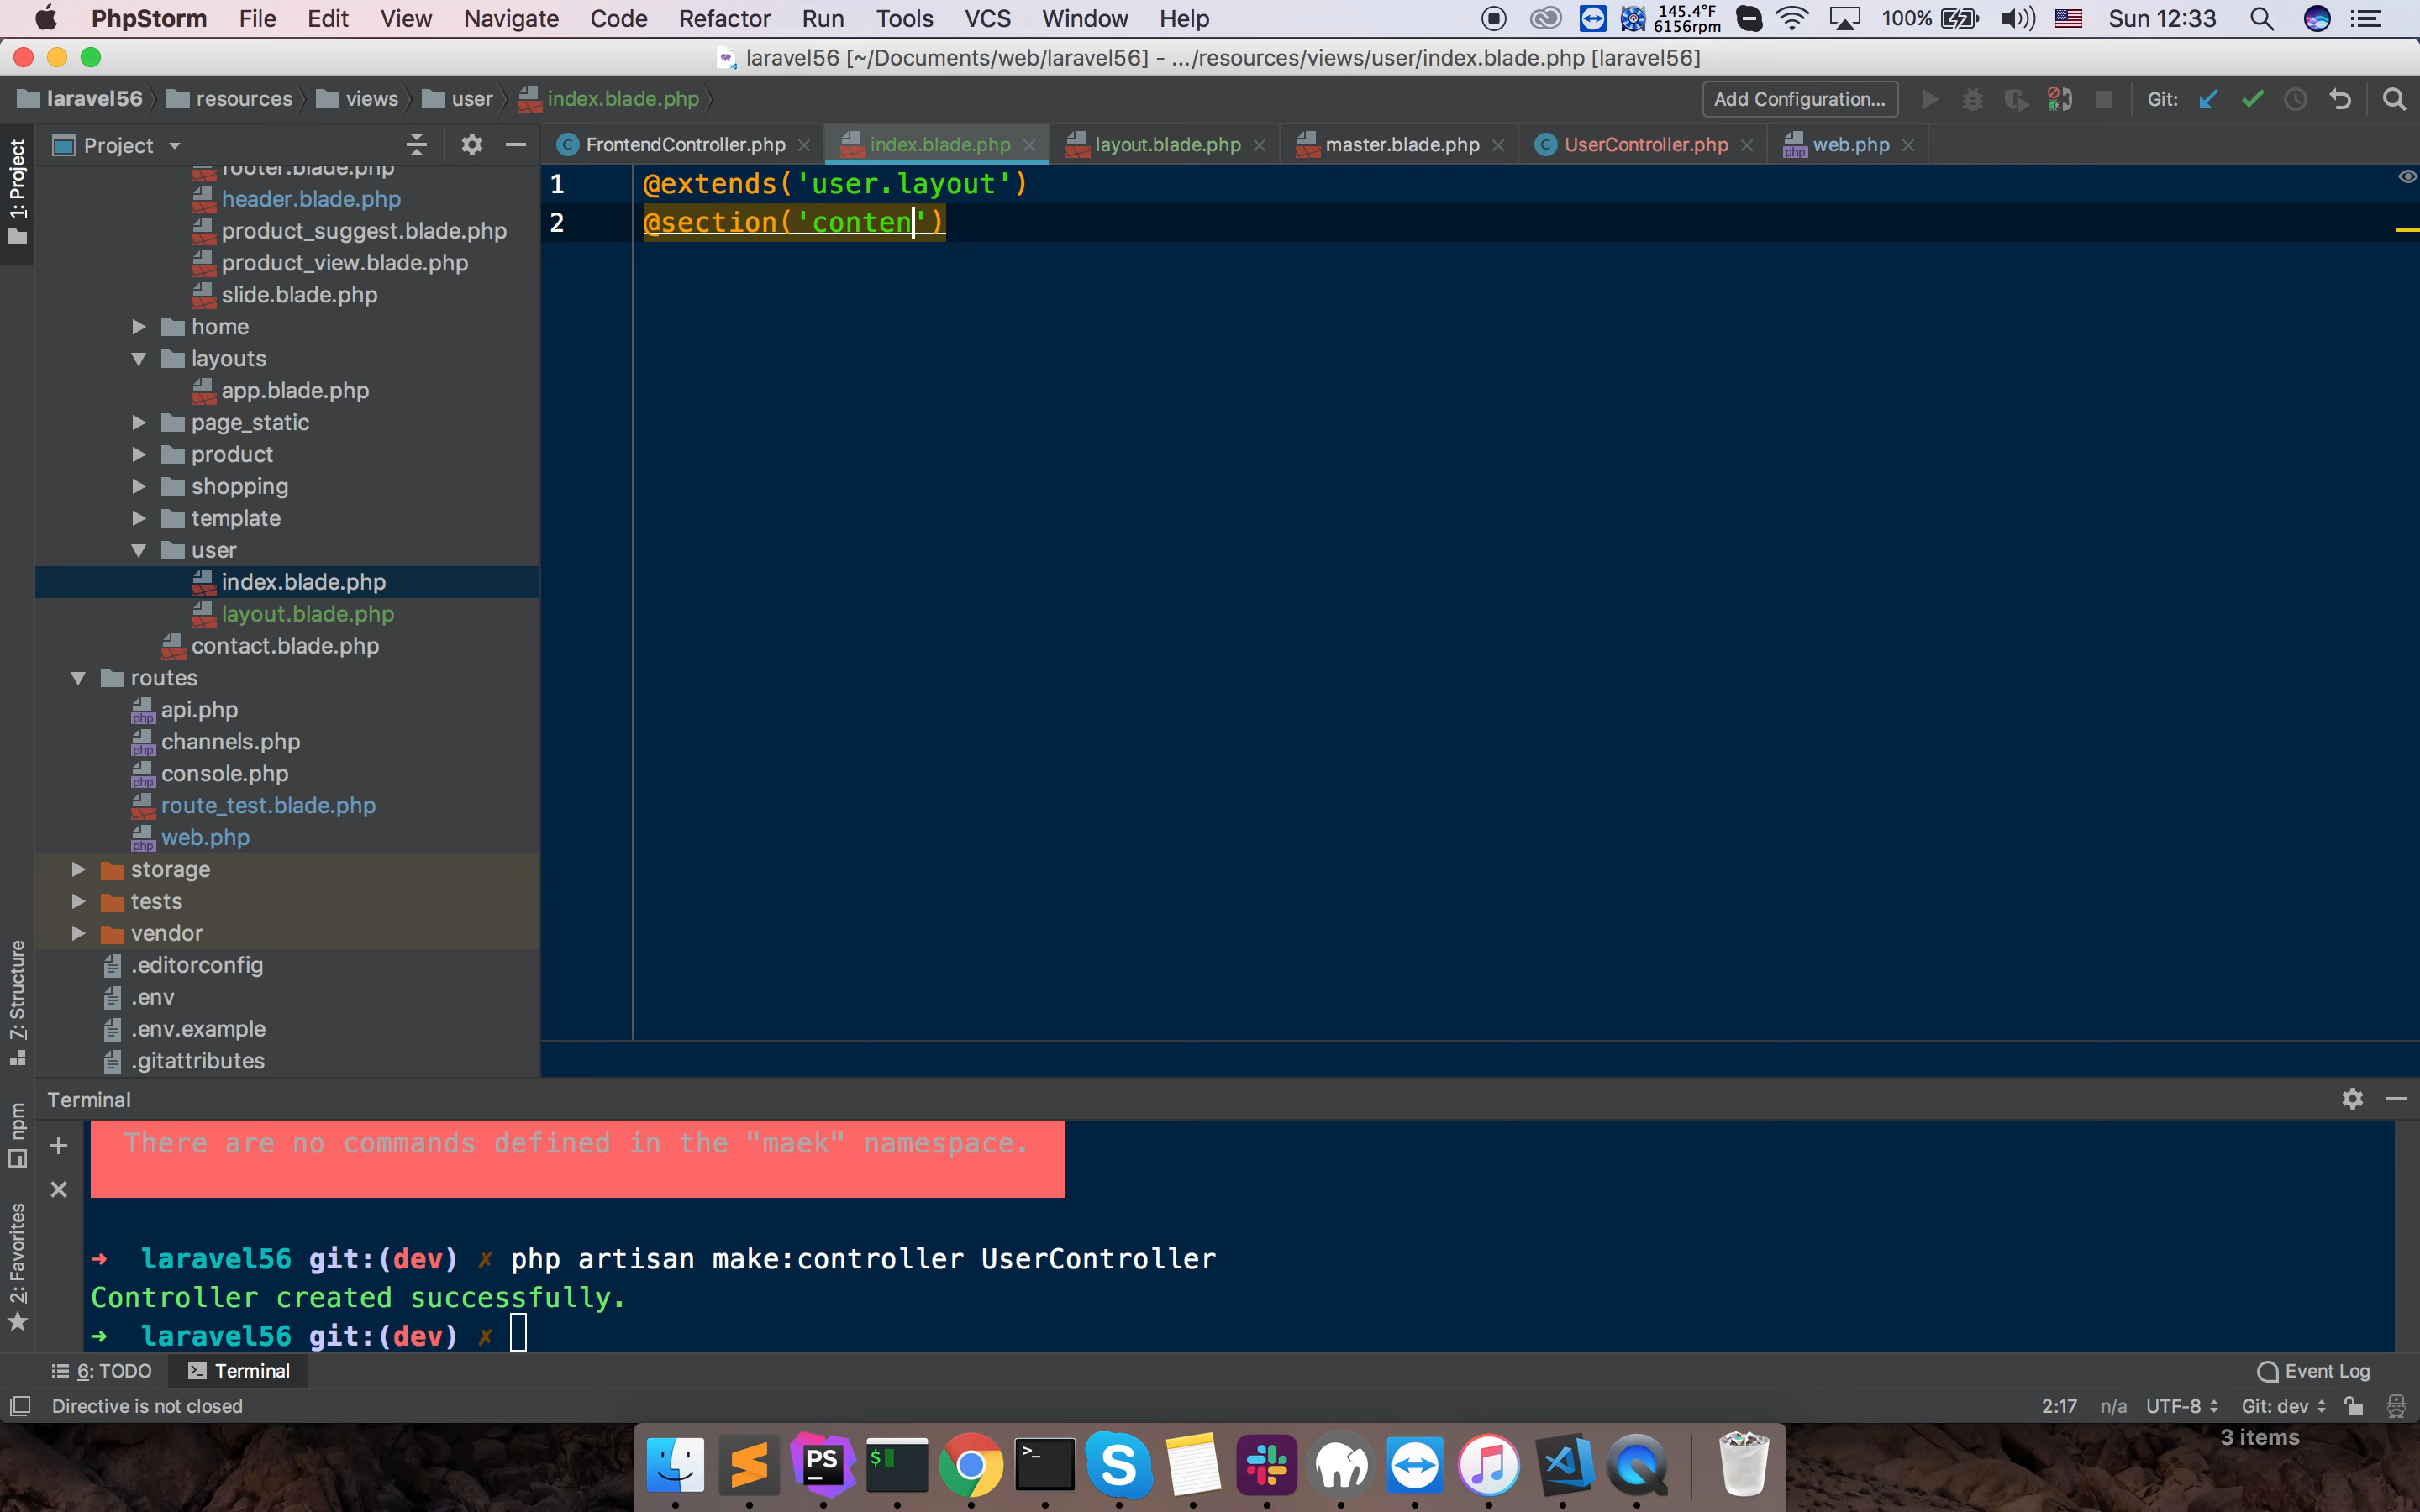 PhpStorm File Edit View Navigate Code Refactor Run Tools VCS Window Help 145.4°F 6156rpm 100% Sun 12:33
laravel56 [~/Documents/web/laravel56] - .../resources/views/user/index.blade.php [laravel56]
laravel56 resources views user index.blade.php Add Configuration... Git:
1: Project
Project
FrontendController.php index.blade.php layout.blade.php master.blade.php UserController.php web.php
footer.blade.php
header.blade.php
product_suggest.blade.php
product_view.blade.php
slide.blade.php
home
layouts
app.blade.php
page_static
product
shopping
template
user
index.blade.php
layout.blade.php
contact.blade.php
routes
api.php
channels.php
console.php
route_test.blade.php
web.php
storage
tests
vendor
.editorconfig
.env
.env.example
.gitattributes
1 @extends('user.layout')
2 @section('conten')
7: Structure
npm
2: Favorites
Terminal
There are no commands defined in the "maek" namespace.
→ laravel56 git:(dev) ✗ php artisan make:controller UserController
Controller created successfully.
→ laravel56 git:(dev) ✗
6: TODO Terminal Event Log
Directive is not closed 2:17 n/a UTF-8 Git: dev
3 items